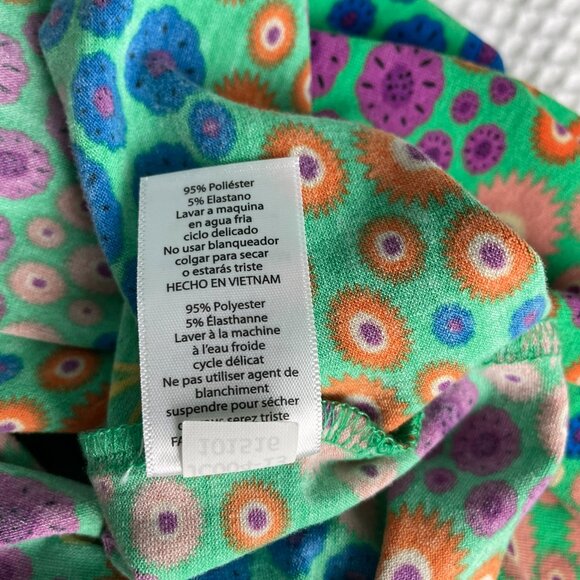 95% Poliéster
5% Elastano
Lavar a maquina
en agua fria
ciclo delicado
No usar blanqueador
colgar para secar
o estarás triste
HECHO EN VIETNAM
95% Polyester
5% Élasthanne
Laver à la machine
à l'eau froide
cycle délicat
Ne pas utiliser agent de
blanchiment
suspendre pour sécher
serez triste
101516